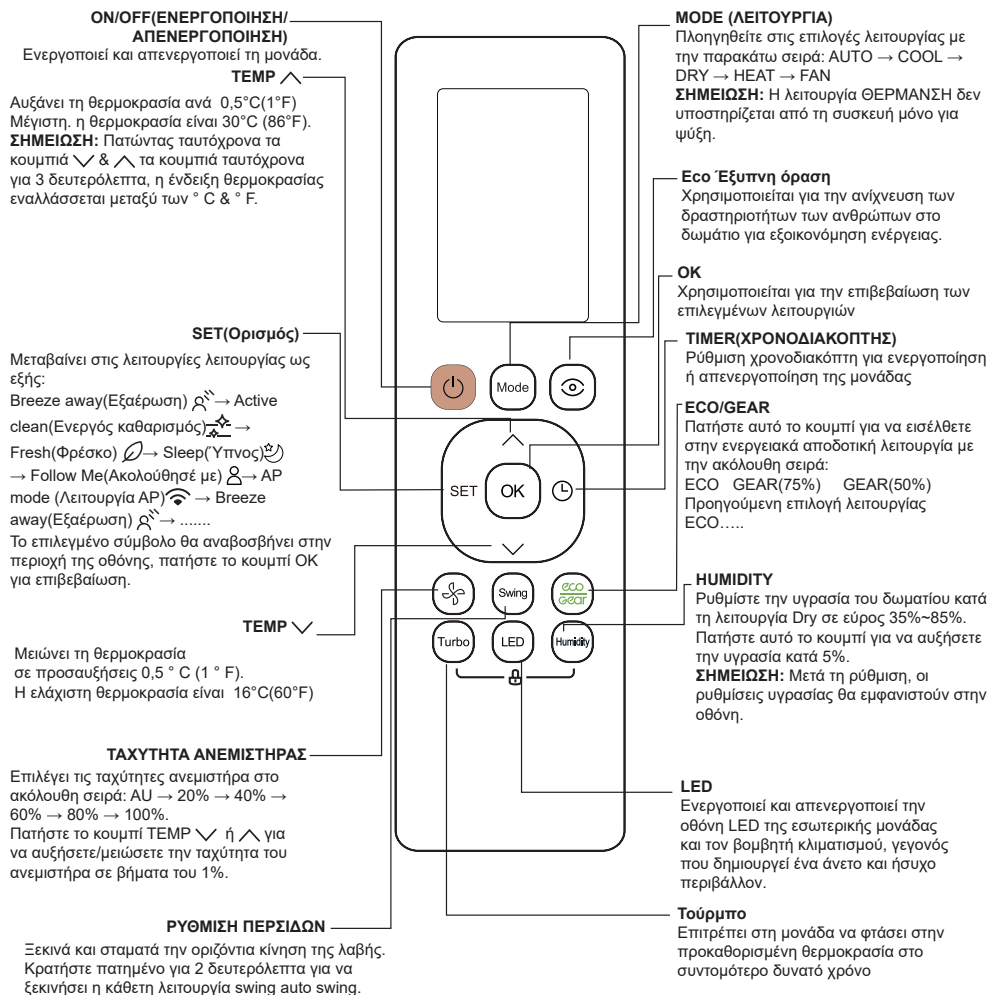 ON/OFF(ΕΝΕΡΓΟΠΟΙΗΣΗ/
ΑΠΕΝΕΡΓΟΠΟΙΗΣΗ)
Ενεργοποιεί και απενεργοποιεί τη μονάδα.
TEMP
Αυξάνει τη θερμοκρασία ανά 0,5°C(1°F)
Μέγιστη. η θερμοκρασία είναι 30°C (86°F).
ΣΗΜΕΙΩΣΗ: Πατώντας ταυτόχρονα τα
κουμπιά & τα κουμπιά ταυτόχρονα
για 3 δευτερόλεπτα, η ένδειξη θερμοκρασίας
εναλλάσσεται μεταξύ των ° C & ° F.
SET(Ορισμός)
Μεταβαίνει στις λειτουργίες λειτουργίας ως
εξής:
Breeze away(Εξαέρωση) → Active
clean(Ενεργός καθαρισμός) →
Fresh(Φρέσκο) → Sleep(Ύπνος)
→ Follow Me(Ακολούθησέ με) → AP
mode (Λειτουργία AP) → Breeze
away(Εξαέρωση) → .......
Το επιλεγμένο σύμβολο θα αναβοσβήνει στην
περιοχή της οθόνης, πατήστε το κουμπί OK
για επιβεβαίωση.
TEMP
Μειώνει τη θερμοκρασία
σε προσαυξήσεις 0,5 ° C (1 ° F).
Η ελάχιστη θερμοκρασία είναι 16°C(60°F)
ΤΑΧΥΤΗΤΑ ΑΝΕΜΙΣΤΗΡΑΣ
Επιλέγει τις ταχύτητες ανεμιστήρα στο
ακόλουθη σειρά: AU → 20% → 40% →
60% → 80% → 100%.
Πατήστε το κουμπί TEMP ή για
να αυξήσετε/μειώσετε την ταχύτητα του
ανεμιστήρα σε βήματα του 1%.
ΡΥΘΜΙΣΗ ΠΕΡΣΙΔΩΝ
Ξεκινά και σταματά την οριζόντια κίνηση της λαβής.
Κρατήστε πατημένο για 2 δευτερόλεπτα για να
ξεκινήσει η κάθετη λειτουργία swing auto swing.
Mode
SET
OK
Swing
eco
Gear
Turbo
LED
Humidity
MODE (ΛΕΙΤΟΥΡΓΙΑ)
Πλοηγηθείτε στις επιλογές λειτουργίας με
την παρακάτω σειρά: AUTO → COOL →
DRY → HEAT → FAN
ΣΗΜΕΙΩΣΗ: Η λειτουργία ΘΕΡΜΑΝΣΗ δεν
υποστηρίζεται από τη συσκευή μόνο για
ψύξη.
Eco Έξυπνη όραση
Χρησιμοποιείται για την ανίχνευση των
δραστηριοτήτων των ανθρώπων στο
δωμάτιο για εξοικονόμηση ενέργειας.
OK
Χρησιμοποιείται για την επιβεβαίωση των
επιλεγμένων λειτουργιών
TIMER(ΧΡΟΝΟΔΙΑΚΟΠΤΗΣ)
Ρύθμιση χρονοδιακόπτη για ενεργοποίηση
ή απενεργοποίηση της μονάδας
ECO/GEAR
Πατήστε αυτό το κουμπί για να εισέλθετε
στην ενεργειακά αποδοτική λειτουργία με
την ακόλουθη σειρά:
ECO GEAR(75%) GEAR(50%)
Προηγούμενη επιλογή λειτουργίας
ECO.....
HUMIDITY
Ρυθμίστε την υγρασία του δωματίου κατά
τη λειτουργία Dry σε εύρος 35%~85%.
Πατήστε αυτό το κουμπί για να αυξήσετε
την υγρασία κατά 5%.
ΣΗΜΕΙΩΣΗ: Μετά τη ρύθμιση, οι
ρυθμίσεις υγρασίας θα εμφανιστούν στην
οθόνη.
LED
Ενεργοποιεί και απενεργοποιεί την
οθόνη LED της εσωτερικής μονάδας
και τον βομβητή κλιματισμού, γεγονός
που δημιουργεί ένα άνετο και ήσυχο
περιβάλλον.
Τούρμπο
Επιτρέπει στη μονάδα να φτάσει στην
προκαθορισμένη θερμοκρασία στο
συντομότερο δυνατό χρόνο